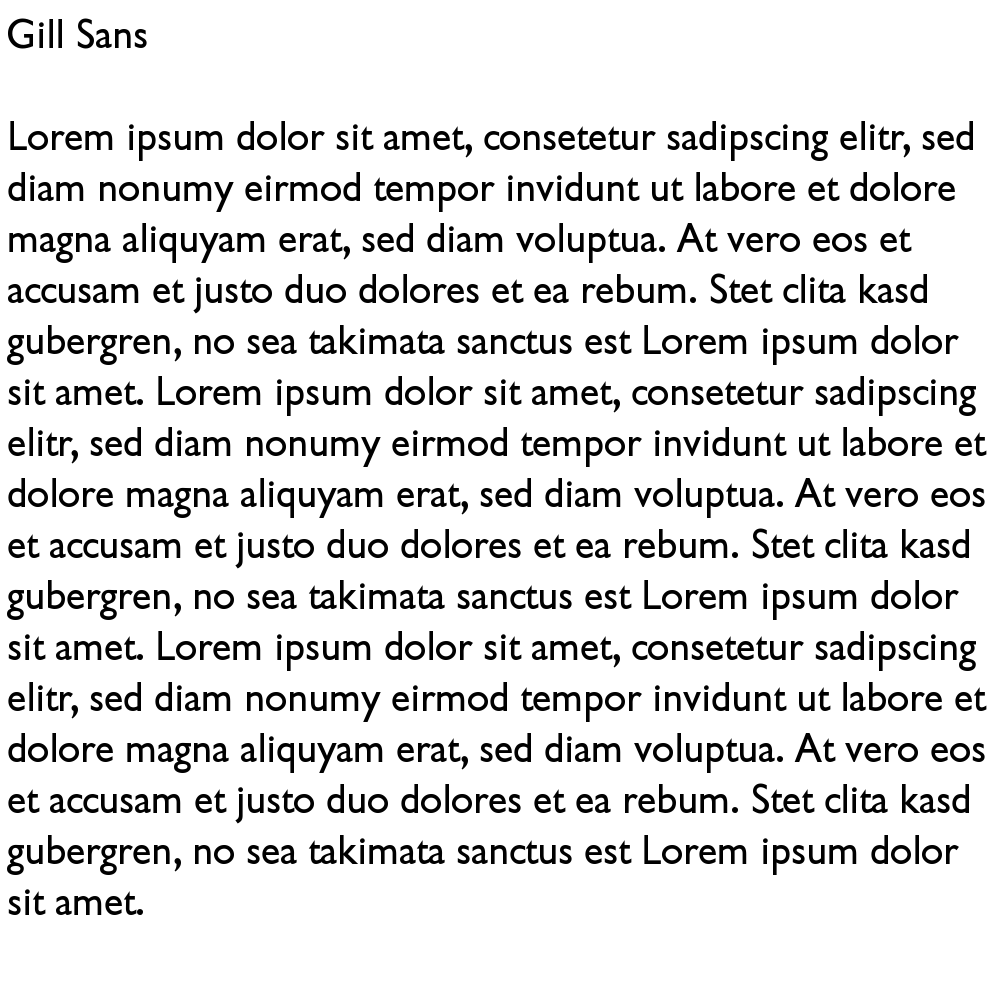 Gill Sans
Lorem ipsum dolor sit amet, consetetur sadipscing elitr, sed
diam nonumy eirmod tempor invidunt ut labore et dolore
magna aliquyam erat, sed diam voluptua. At vero eos et
accusam et justo duo dolores et ea rebum. Stet clita kasd
gubergren, no sea takimata sanctus est Lorem ipsum dolor
sit amet. Lorem ipsum dolor sit amet, consetetur sadipscing
elitr, sed diam nonumy eirmod tempor invidunt ut labore et
dolore magna aliquyam erat, sed diam voluptua. At vero eos
et accusam et justo duo dolores et ea rebum. Stet clita kasd
gubergren, no sea takimata sanctus est Lorem ipsum dolor
sit amet. Lorem ipsum dolor sit amet, consetetur sadipscing
elitr, sed diam nonumy eirmod tempor invidunt ut labore et
dolore magna aliquyam erat, sed diam voluptua. At vero eos
et accusam et justo duo dolores et ea rebum. Stet clita kasd
gubergren, no sea takimata sanctus est Lorem ipsum dolor
sit amet.